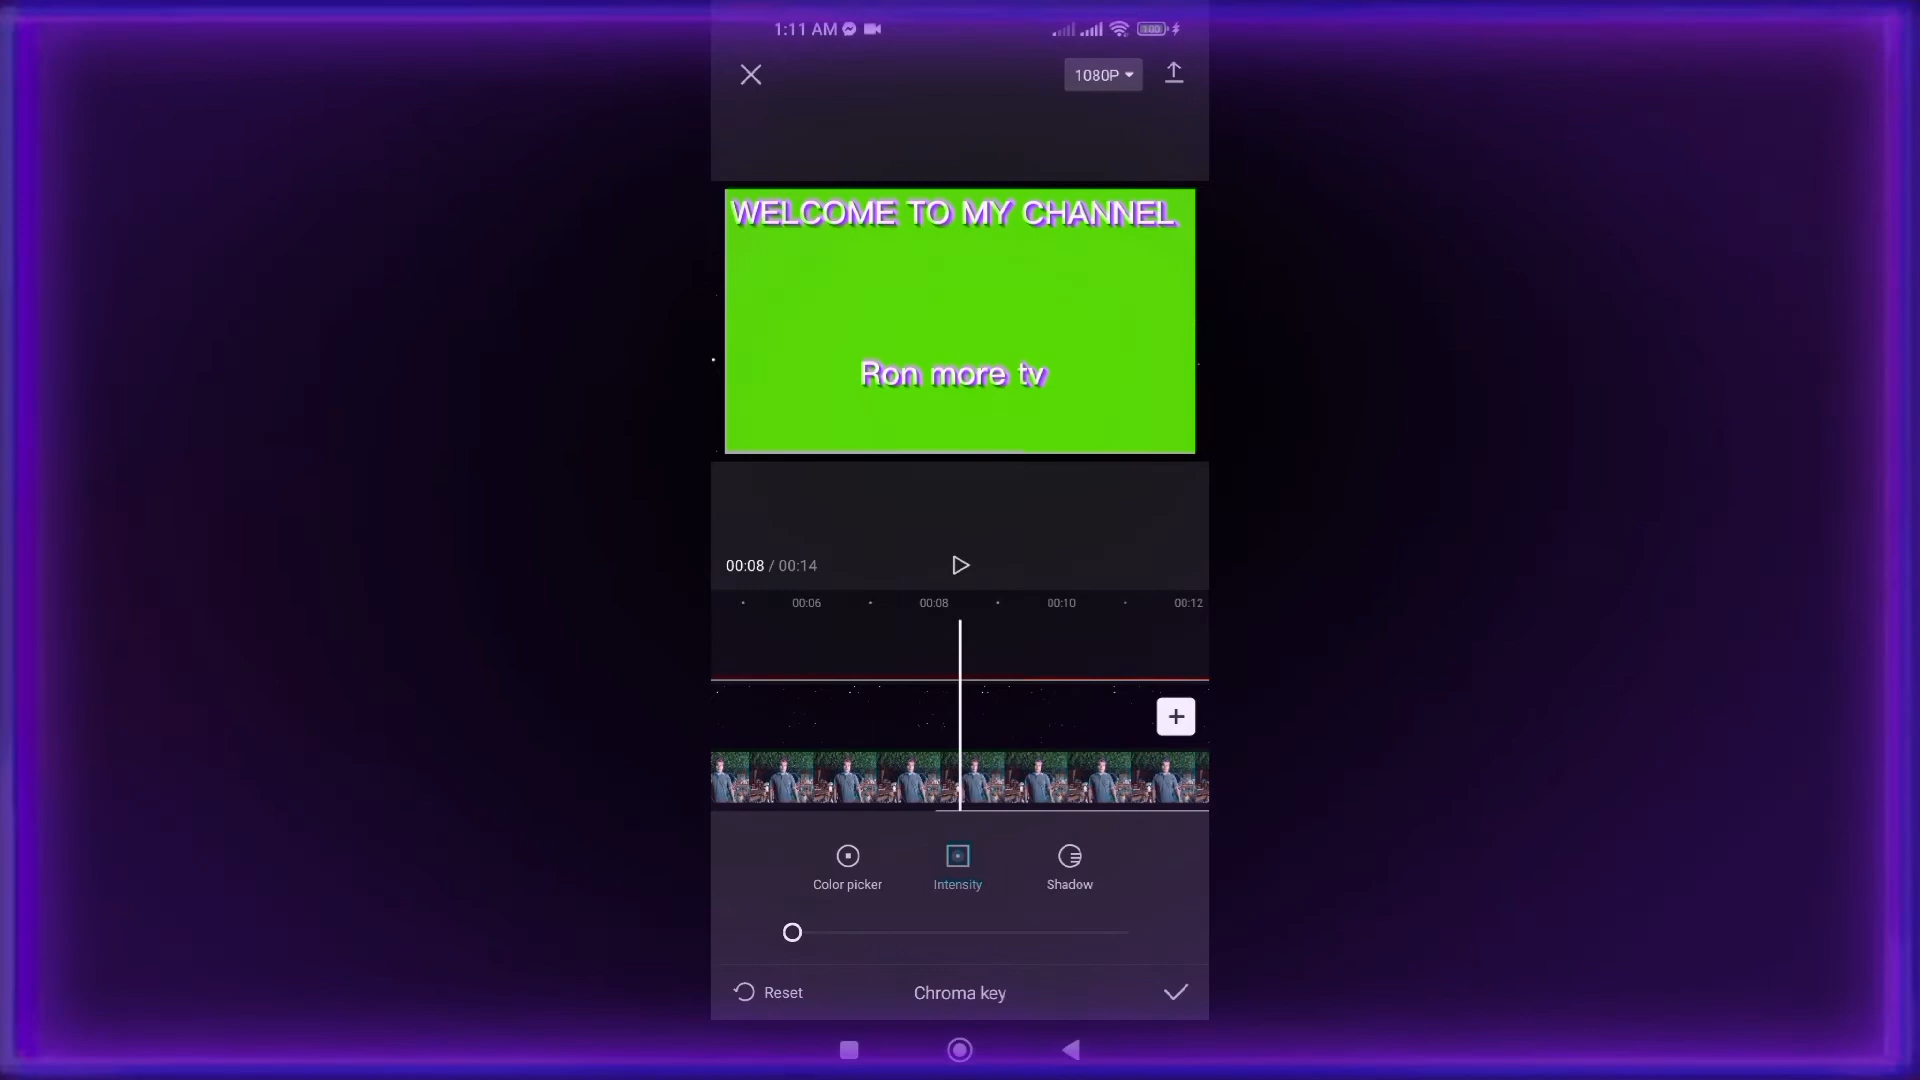 1:11 AM
100
1080P
WELCOME TO MY CHANNEL
Ron more tv
00:08 / 00:14
00:06 00:08 00:10 00:12
Color picker Intensity Shadow
Reset Chroma key